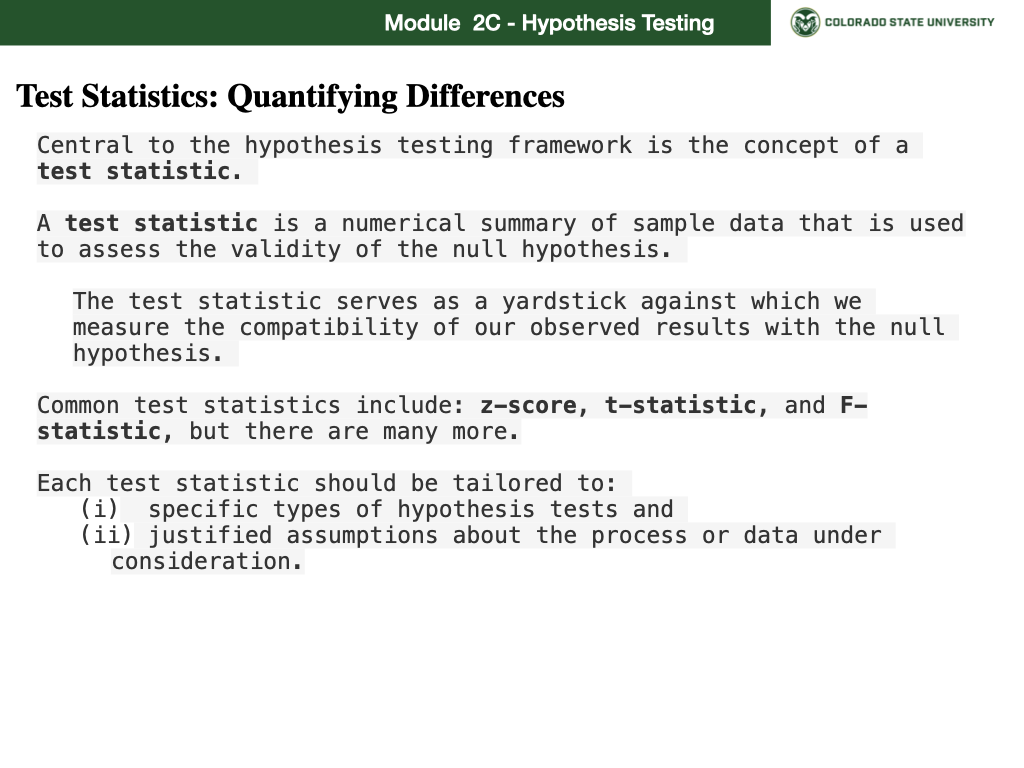 Module 2C - Hypothesis Testing
COLORADO STATE UNIVERSITY
Test Statistics: Quantifying Differences
Central to the hypothesis testing framework is the concept of a
test statistic.
A test statistic is a numerical summary of sample data that is used
to assess the validity of the null hypothesis.
The test statistic serves as a yardstick against which we
measure the compatibility of our observed results with the null
hypothesis.
Common test statistics include: z-score, t-statistic, and F-
statistic, but there are many more.
Each test statistic should be tailored to:
(i) specific types of hypothesis tests and
(ii) justified assumptions about the process or data under
consideration.